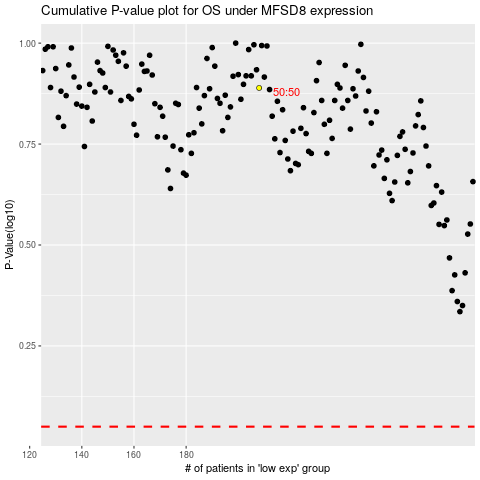 Cumulative P-value plot for OS under MFSD8 expression
P-Value(log10)
1.00
0.75
0.50
0.25
50:50
120 140 160 180
# of patients in 'low exp' group